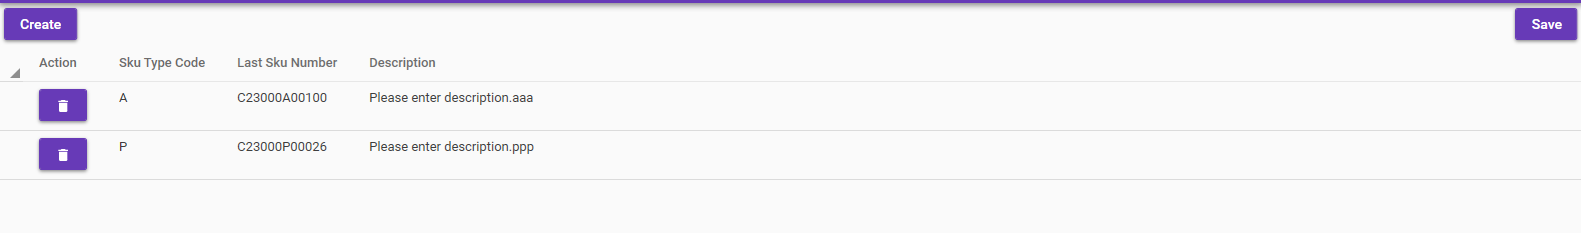 Create Save
Action Sku Type Code Last Sku Number Description
A C23000A00100 Please enter description.aaa
P C23000P00026 Please enter description.ppp